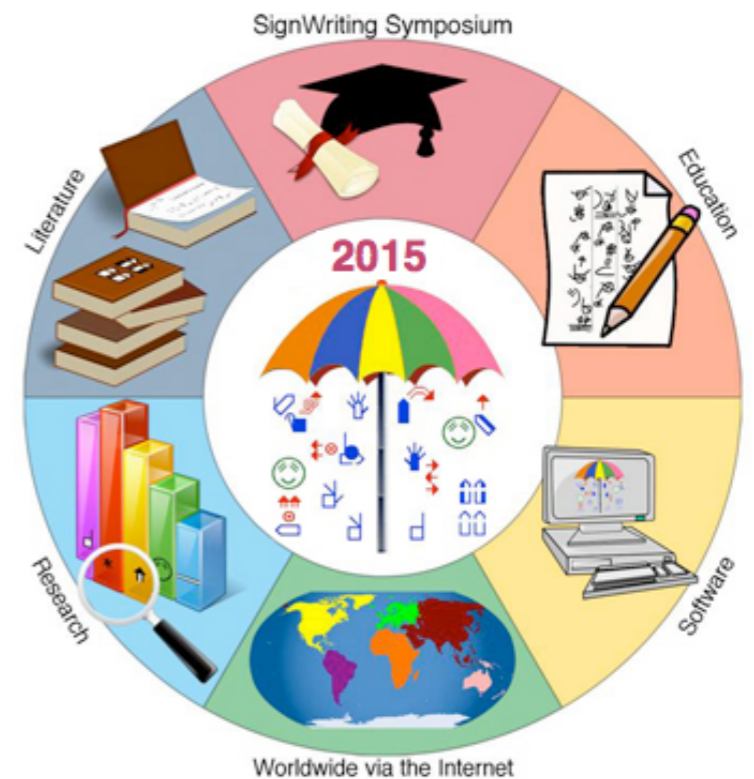 SignWriting Symposium
Education
Literature
2015
Research
Software
Worldwide via the Internet